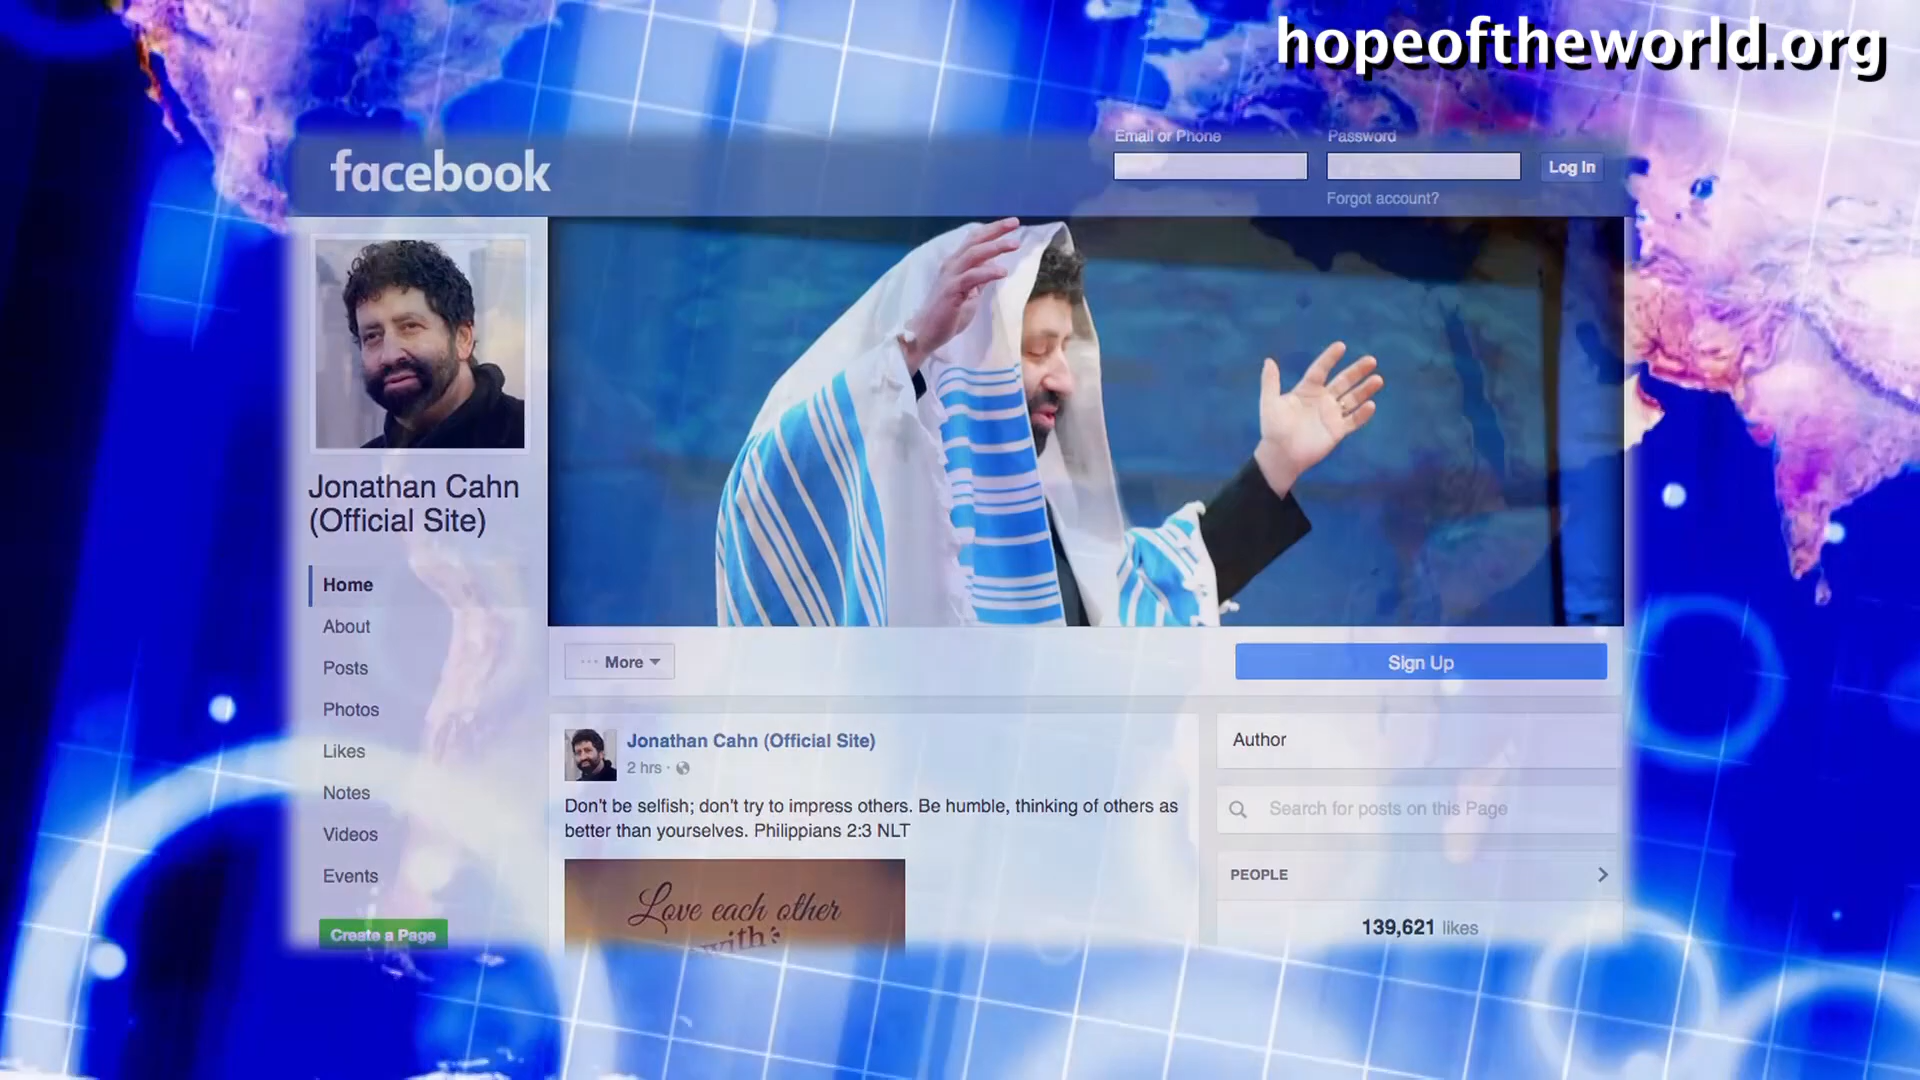 hopeoftheworld.org
Email or Phone
Password
facebook
Log In
Forgot account?
Jonathan Cahn
(Official Site)
Home
About
Posts
Photos
Likes
Notes
Videos
Events
Create a Page
··· More
Sign Up
Jonathan Cahn (Official Site)
2 hrs ·
Don't be selfish; don't try to impress others. Be humble, thinking of others as
better than yourselves. Philippians 2:3 NLT
Love each other
with
Author
Search for posts on this Page
PEOPLE
139,621 likes